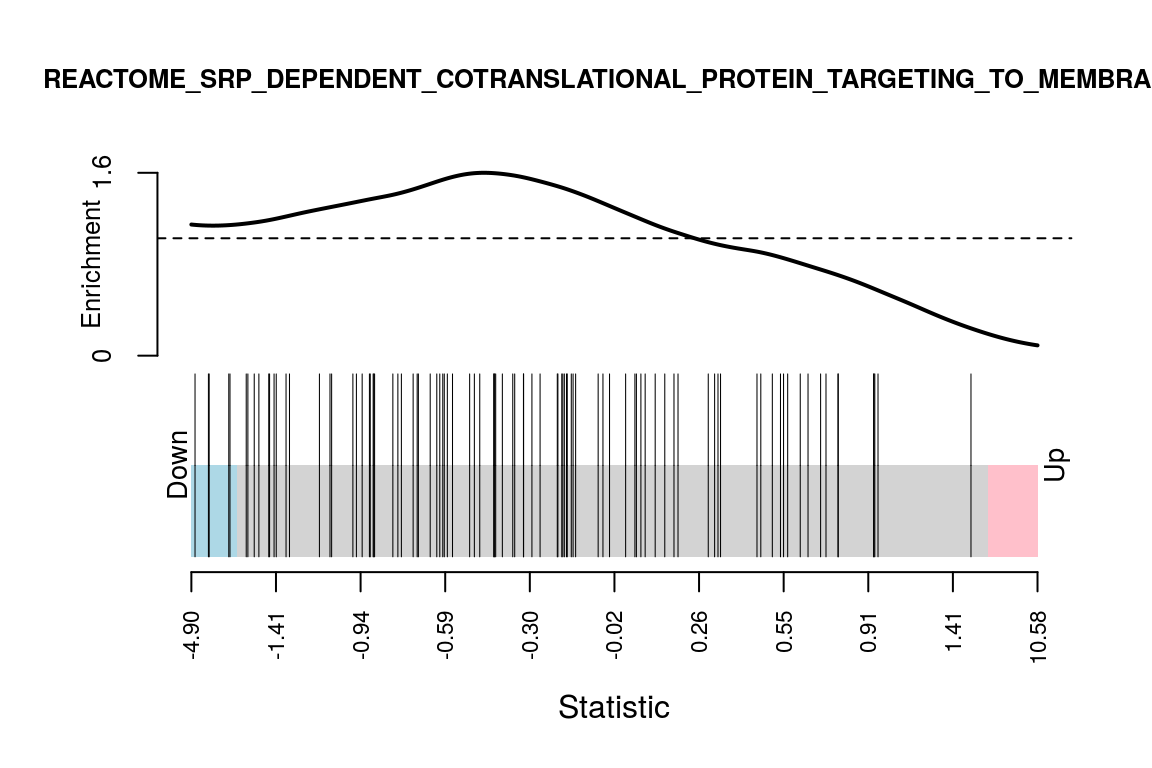 REACTOME_SRP_DEPENDENT_COTRANSLATIONAL_PROTEIN_TARGETING_TO_MEMBRA
1.6
Enrichment
0
Down
Up
-4.90 -1.41 -0.94 -0.59 -0.30 -0.02 0.26 0.55 0.91 1.41 10.58
Statistic